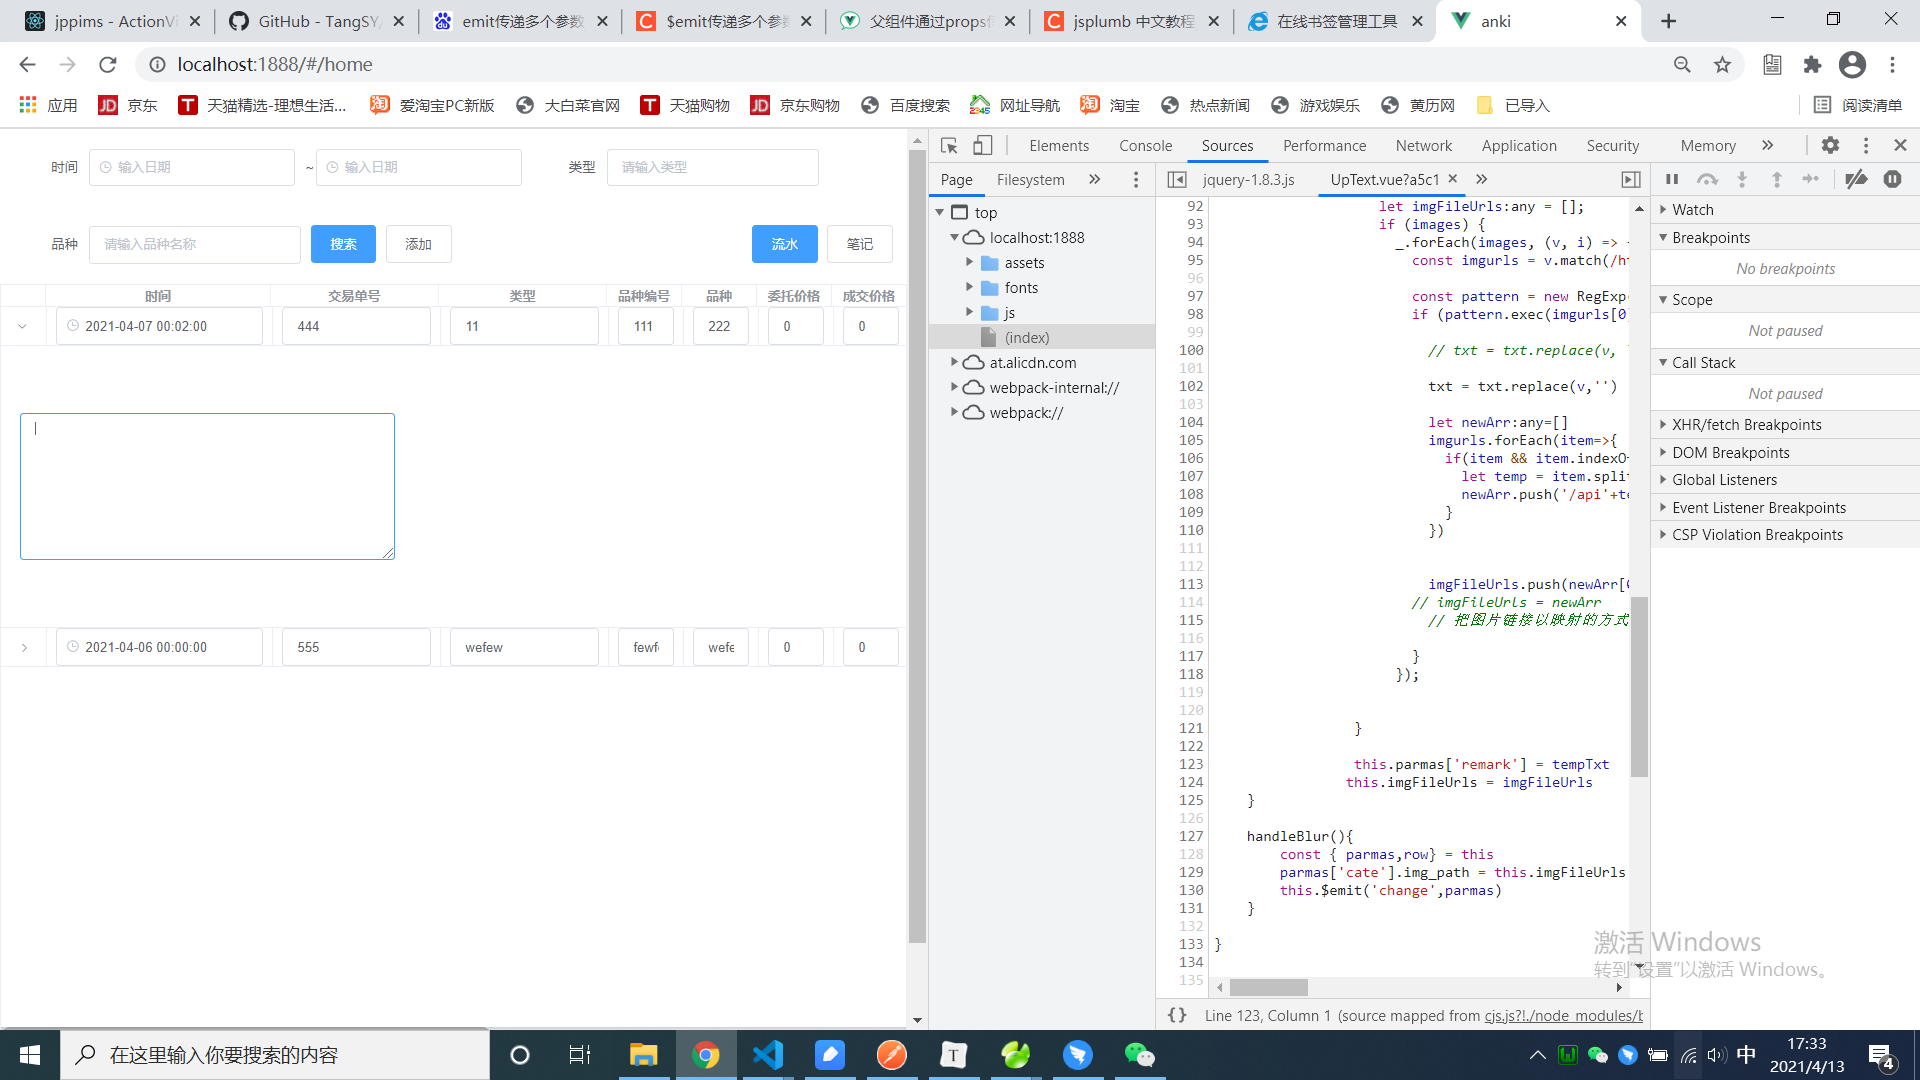 jppims - ActionVi
GitHub - TangSY/
emit传递多个参数
$emit传递多个参数
父组件通过props
jsplumb 中文教程
在线书签管理工具
anki
localhost:1888/#/home
应用
京东
天猫精选-理想生活...
爱淘宝PC新版
大白菜官网
天猫购物
京东购物
百度搜索
网址导航
淘宝
热点新闻
游戏娱乐
黄历网
已导入
阅读清单
时间 输入日期 ~ 输入日期 类型 请输入类型
品种 请输入品种名称 搜索 添加 流水 笔记
时间 交易单号 类型 品种编号 品种 委托价格 成交价格
2021-04-07 00:02:00 444 11 111 222 0 0
2021-04-06 00:00:00 555 wefew fewf wefe 0 0
Elements Console Sources Performance Network Application Security Memory
Page Filesystem
top
localhost:1888
assets
fonts
js
(index)
at.alicdn.com
webpack-internal://
webpack://
jquery-1.8.3.js UpText.vue?a5c1
92 let imgFileUrls:any = [];
93 if (images) {
94 _.forEach(images, (v, i) =>
95 const imgurls = v.match(/h
96
97 const pattern = new RegExp(
98 if (pattern.exec(imgurls[0
99
100 // txt = txt.replace(v,
101
102 txt = txt.replace(v,'')
103
104 let newArr:any=[]
105 imgurls.forEach(item=>{
106 if(item && item.indexO
107 let temp = item.split
108 newArr.push('/api'+te
109 }
110 })
111
112
113 imgFileUrls.push(newArr[
114 // imgFileUrls = newArr
115 // 把图片链接以映射的方式
116
117 }
118 });
119
120
121 }
122
123 this.parmas['remark'] = tempTxt
124 this.imgFileUrls = imgFileUrls
125 }
126
127 handleBlur(){
128 const { parmas,row} = this
129 parmas['cate'].img_path = this.imgFileUrls
130 this.$emit('change',parmas)
131 }
132
133 }
134
135
{} Line 123, Column 1 (source mapped from cjs.js?!./node_modules/b
Watch
Breakpoints
No breakpoints
Scope
Not paused
Call Stack
Not paused
XHR/fetch Breakpoints
DOM Breakpoints
Global Listeners
Event Listener Breakpoints
CSP Violation Breakpoints
激活 Windows
转到"设置"以激活 Windows。
在这里输入你要搜索的内容
中
17:33
2021/4/13
4